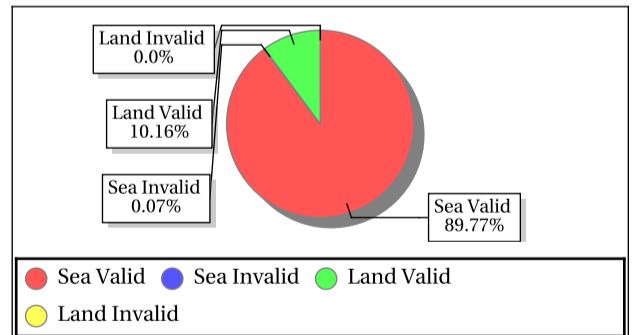 Land Invalid
0.0%
Land Valid
10.16%
Sea Invalid
0.07%
Sea Valid
89.77%
Sea Valid Sea Invalid Land Valid
Land Invalid